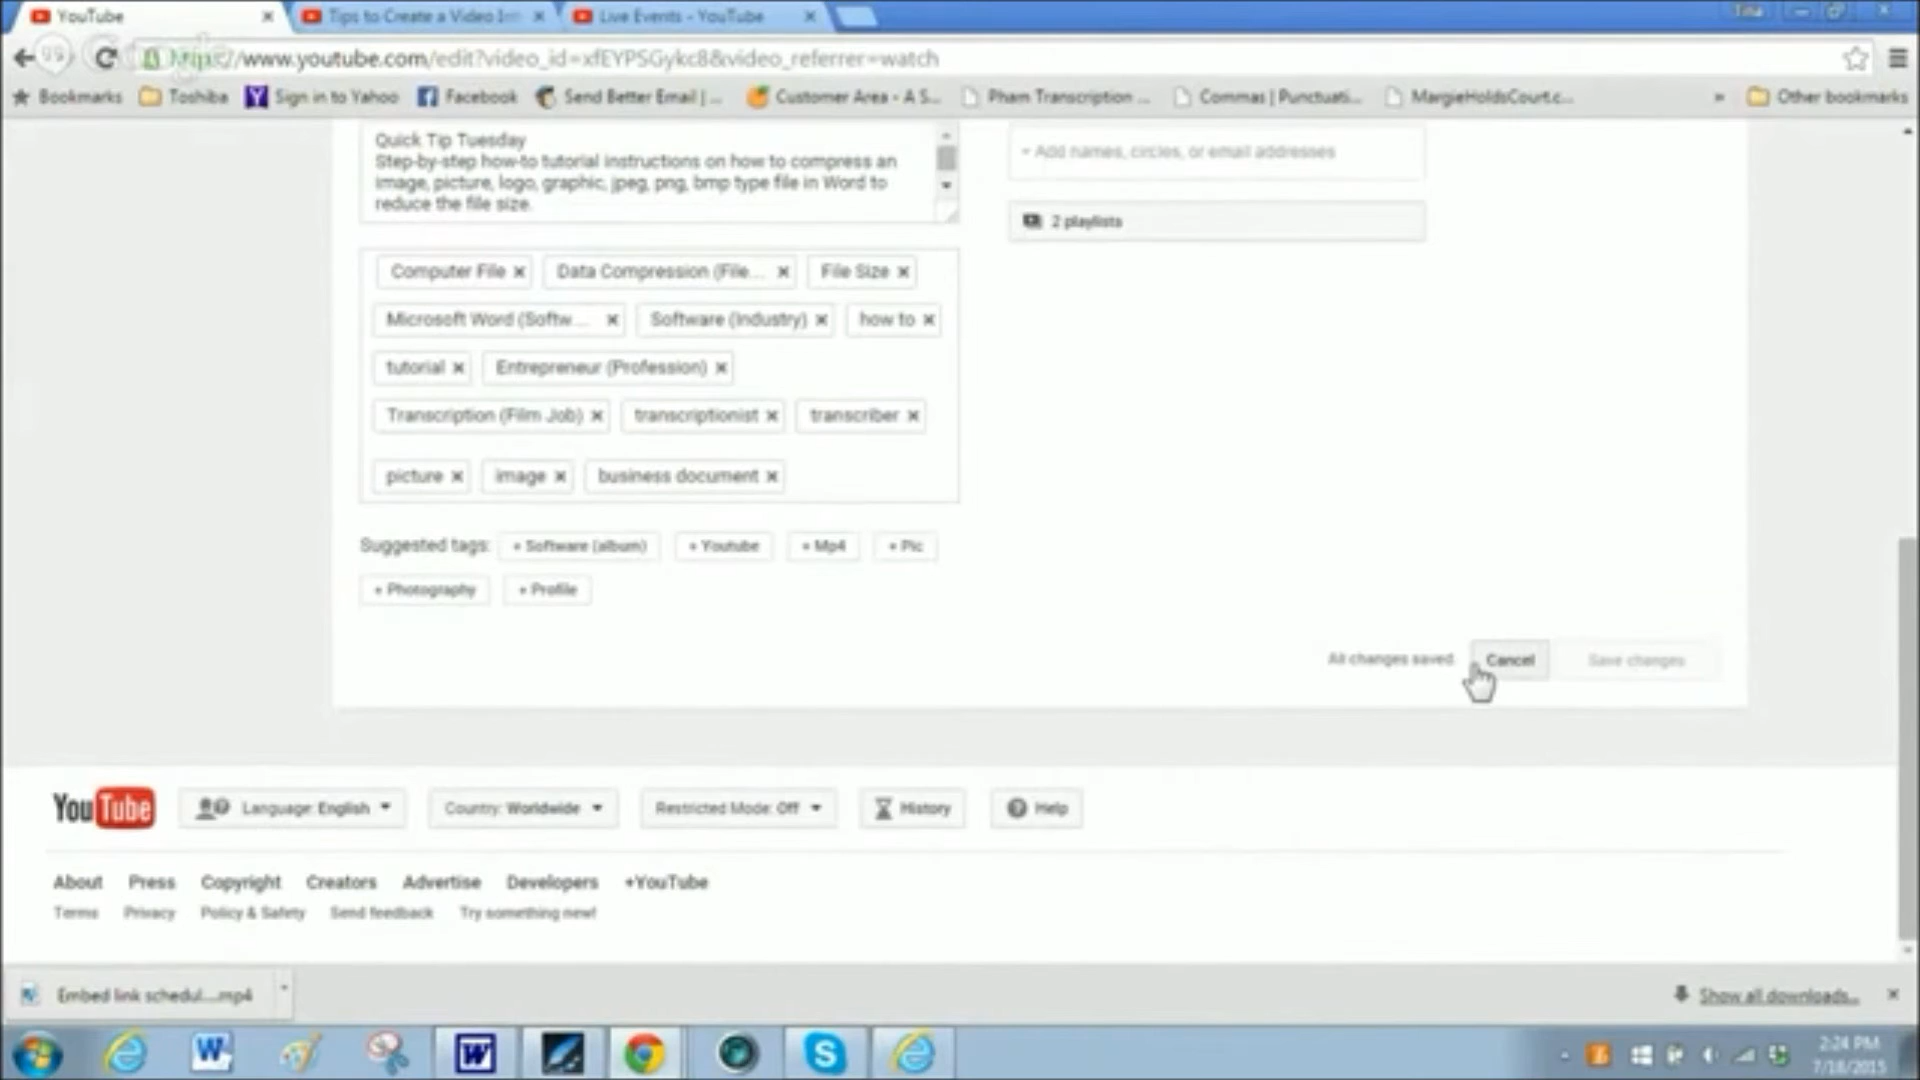 YouTube
Tips to Create a Video Int
Live Events - YouTube
Tina
https://www.youtube.com/edit?video_id=xfEYPSGykc8&video_referrer=watch
Bookmarks Toshiba Sign in to Yahoo Facebook Send Better Email | ... Customer Area - A S... Pham Transcription ... Commas | Punctuati... MargieHoldsCourt.c... » Other bookmarks
Quick Tip Tuesday
Step-by-step how-to tutorial instructions on how to compress an
image, picture, logo, graphic, jpeg, png, bmp type file in Word to
reduce the file size.
+ Add names, circles, or email addresses
2 playlists
Computer File Data Compression (File... File Size
Microsoft Word (Softw... Software (Industry) how to
tutorial Entrepreneur (Profession)
Transcription (Film Job) transcriptionist transcriber
picture image business document
Suggested tags: + Software (album) + Youtube + Mp4 + Pic
+ Photography + Profile
All changes saved. Cancel Save changes
YouTube Language: English Country: Worldwide Restricted Mode: Off History Help
About Press Copyright Creators Advertise Developers +YouTube
Terms Privacy Policy & Safety Send feedback Try something new!
Embed link schedul....mp4
Show all downloads...
2:24 PM
7/18/2015